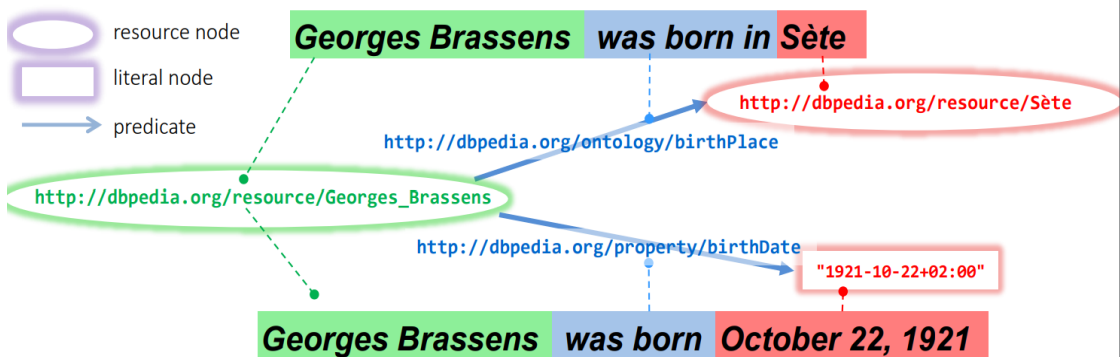 Georges Brassens was born in Sète
resource node
literal node
predicate
http://dbpedia.org/resource/Sète
http://dbpedia.org/ontology/birthPlace
http://dbpedia.org/resource/Georges_Brassens
http://dbpedia.org/property/birthDate
"1921-10-22+02:00"
Georges Brassens was born October 22, 1921